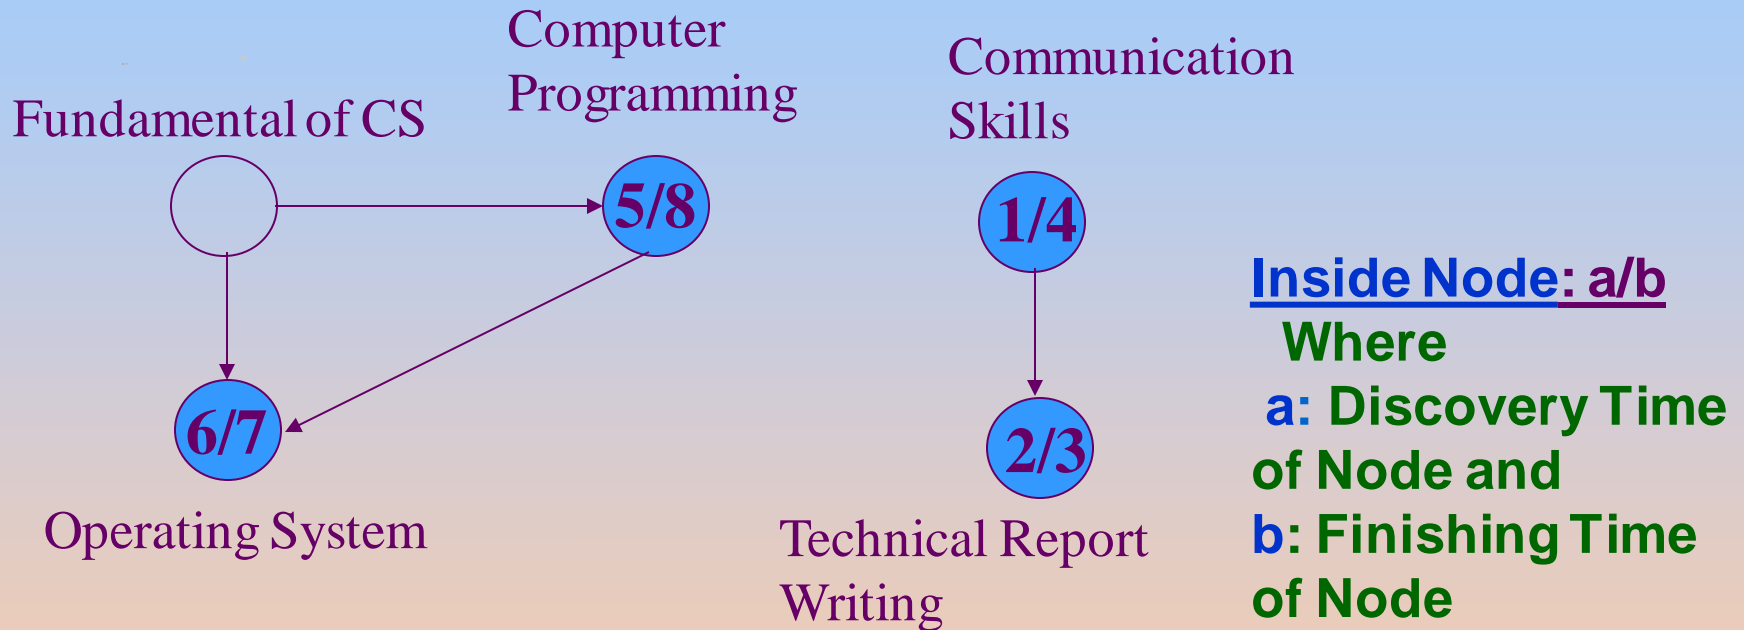 Computer
Programming
Communication
Skills
Fundamental of CS
5/8
1/4
6/7
2/3
Operating System
Technical Report
Writing
Inside Node: a/b
Where
a: Discovery Time
of Node and
b: Finishing Time
of Node